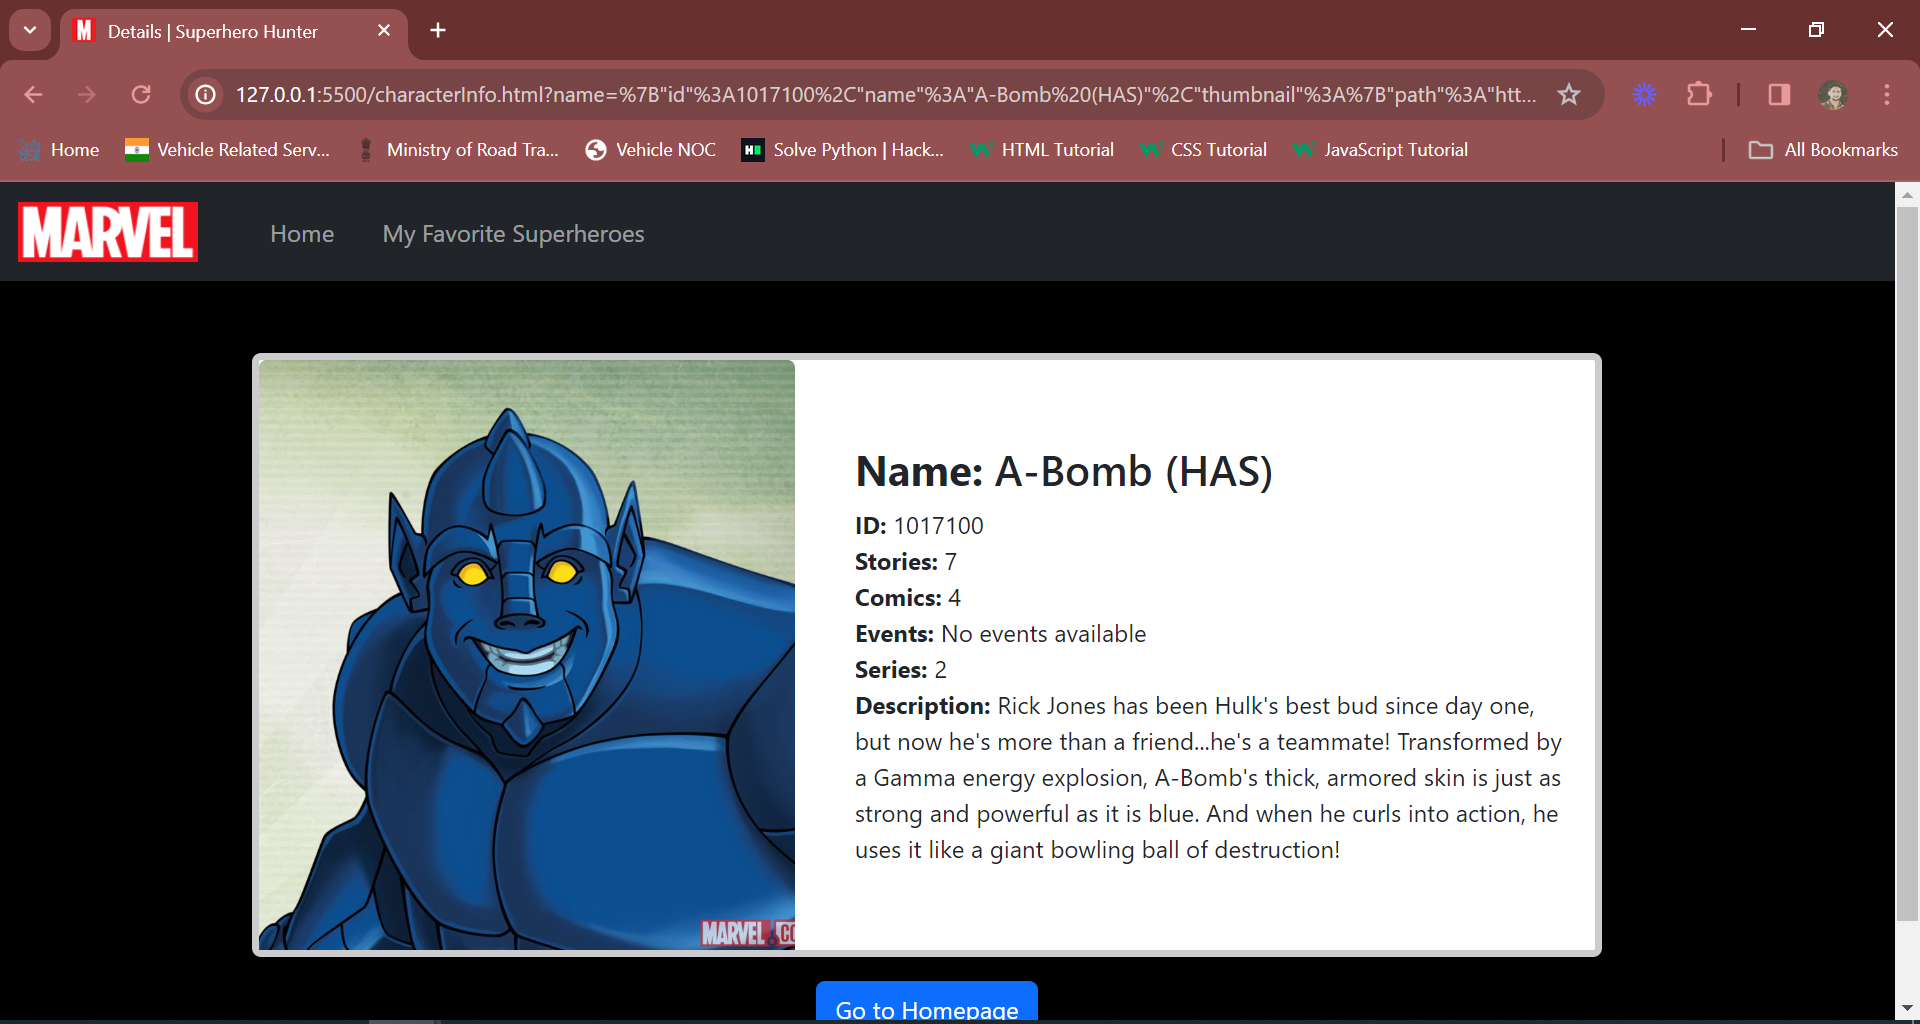 M Details | Superhero Hunter
127.0.0.1:5500/characterInfo.html?name=%7B"id"%3A1017100%2C"name"%3A"A-Bomb%20(HAS)"%2C"thumbnail"%3A%7B"path"%3A"htt...
Home Vehicle Related Serv... Ministry of Road Tra... Vehicle NOC H Solve Python | Hack... HTML Tutorial CSS Tutorial JavaScript Tutorial All Bookmarks
MARVEL Home My Favorite Superheroes
Name: A-Bomb (HAS)
ID: 1017100
Stories: 7
Comics: 4
Events: No events available
Series: 2
Description: Rick Jones has been Hulk's best bud since day one,
but now he's more than a friend...he's a teammate! Transformed by
a Gamma energy explosion, A-Bomb's thick, armored skin is just as
strong and powerful as it is blue. And when he curls into action, he
uses it like a giant bowling ball of destruction!
MARVEL.CO
Go to Homepage